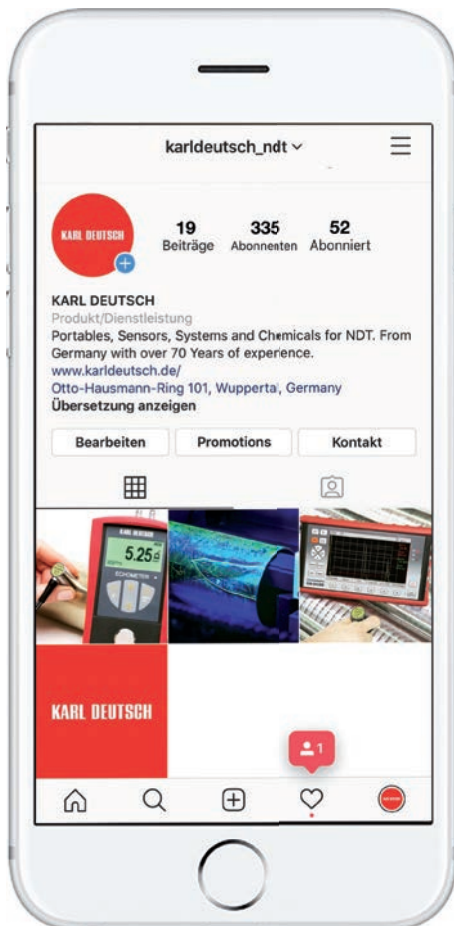 karldeutsch_ndt
KARL DEUTSCH
19 335 52
Beiträge Abonnenten Abonniert
KARL DEUTSCH
Produkt/Dienstleistung
Portables, Sensors, Systems and Chemicals for NDT. From
Germany with over 70 Years of experience.
www.karldeutsch.de/
Otto-Hausmann-Ring 101, Wuppertal, Germany
Übersetzung anzeigen
Bearbeiten Promotions Kontakt
KARL DEUTSCH
5.25
ECHOMETER
KARL DEUTSCH
1